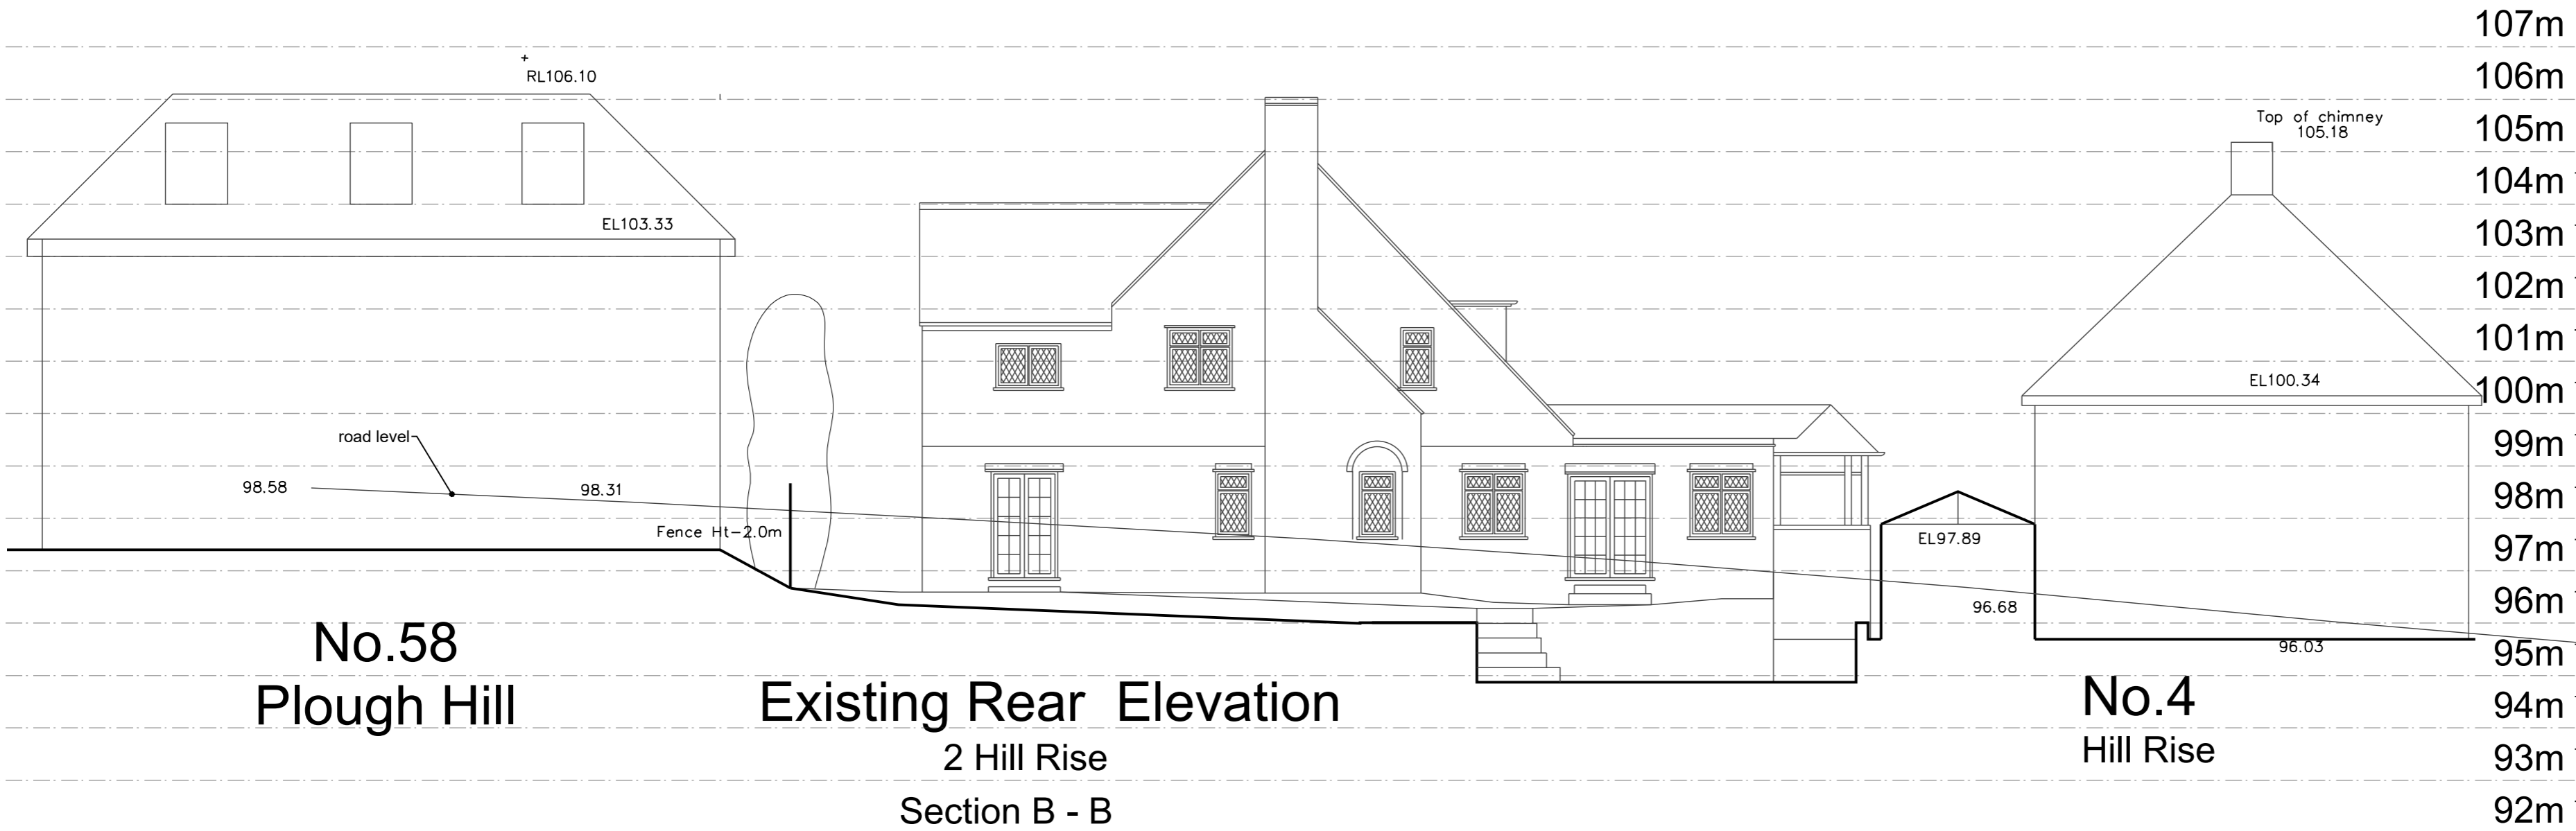 107m
RL106.10
106m
Top of chimney
105.18
105m
104m
EL103.33
103m
102m
101m
EL100.34
100m
road level
99m
98.58
98.31
98m
Fence Ht-2.0m
EL97.89
97m
96.68
96m
96.03
95m
No.58
Plough Hill
Existing Rear Elevation
2 Hill Rise
Section B - B
No.4
Hill Rise
94m
93m
92m